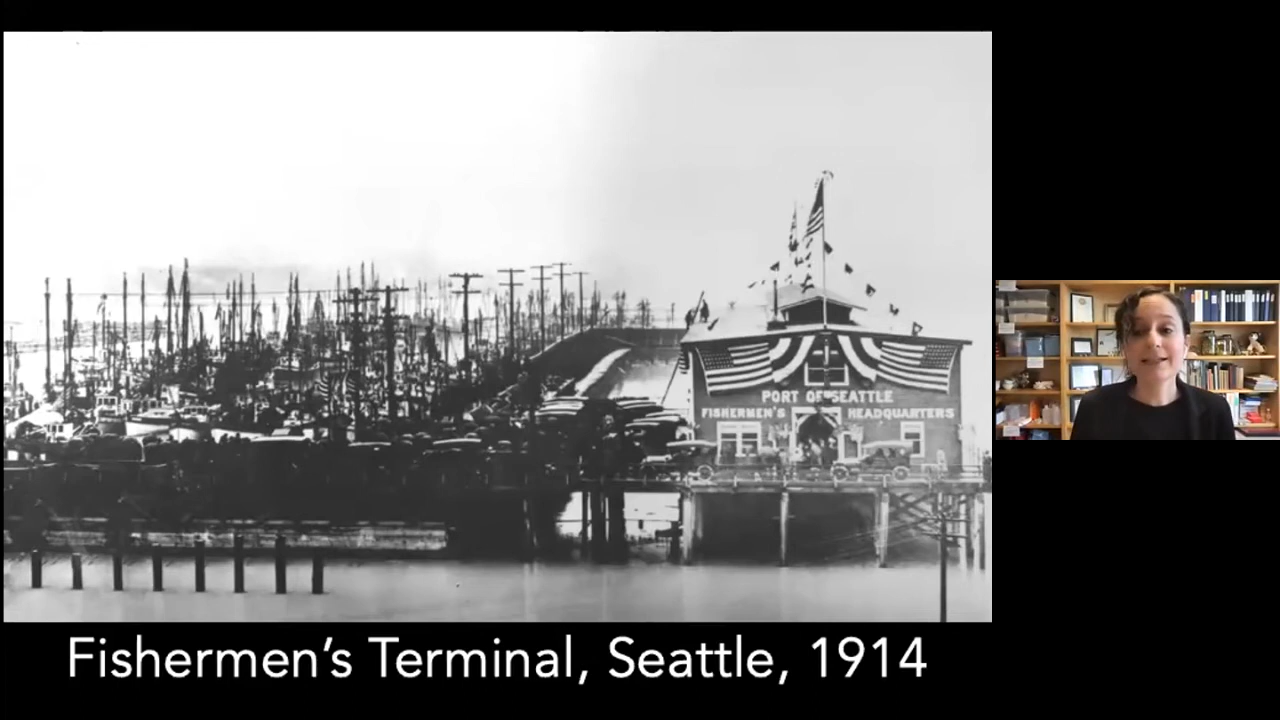 PORT OF SEATTLE
FISHERMEN'S HEADQUARTERS
Fishermen's Terminal, Seattle, 1914